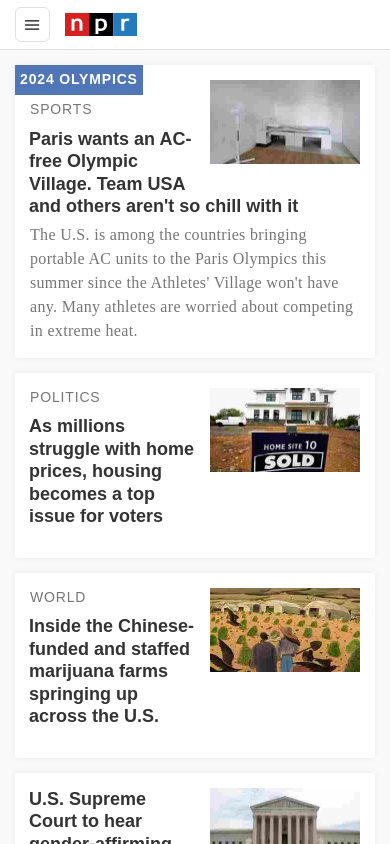 npr
2024 OLYMPICS
SPORTS
Paris wants an AC-
free Olympic
Village. Team USA
and others aren't so chill with it
The U.S. is among the countries bringing
portable AC units to the Paris Olympics this
summer since the Athletes' Village won't have
any. Many athletes are worried about competing
in extreme heat.
POLITICS
As millions
struggle with home
prices, housing
becomes a top
issue for voters
HOME SITE 10
SOLD
WORLD
Inside the Chinese-
funded and staffed
marijuana farms
springing up
across the U.S.
U.S. Supreme
Court to hear
gender-affirming